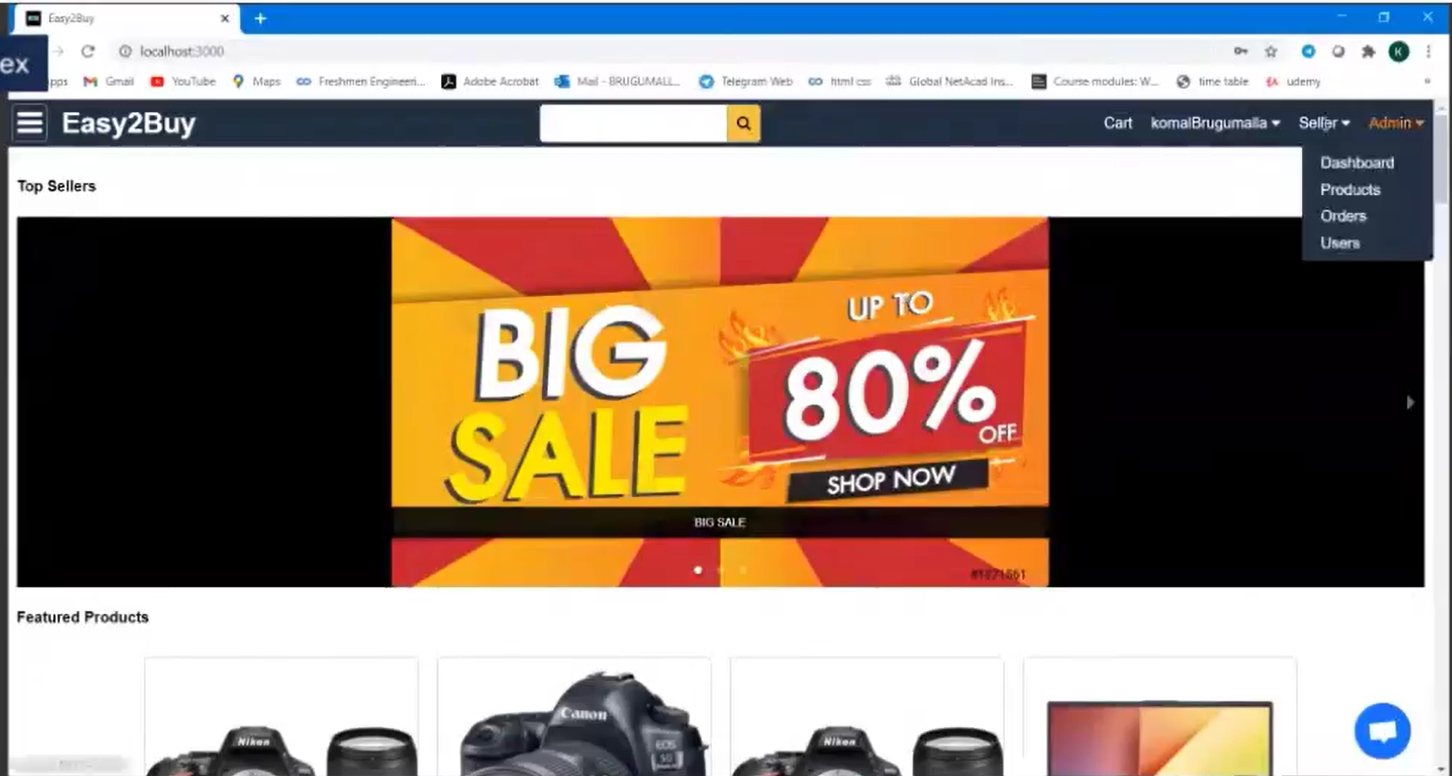 Easy2Buy
ex
localhost:3000
K
Gmail
YouTube
Maps
Freshmen Engineeri...
Adobe Acrobat
Mail - BRUGUMALL...
Telegram Web
html css
Global NetAcad Ins...
Course modules: W...
time table
udemy
Easy2Buy
Cart
komalBrugumalla
Seller
Admin
Dashboard
Products
Orders
Users
Top Sellers
BIG
SALE
UP TO
80%
OFF
SHOP NOW
BIG SALE
Featured Products
Nikon
Canon
EOS
5D
Nikon